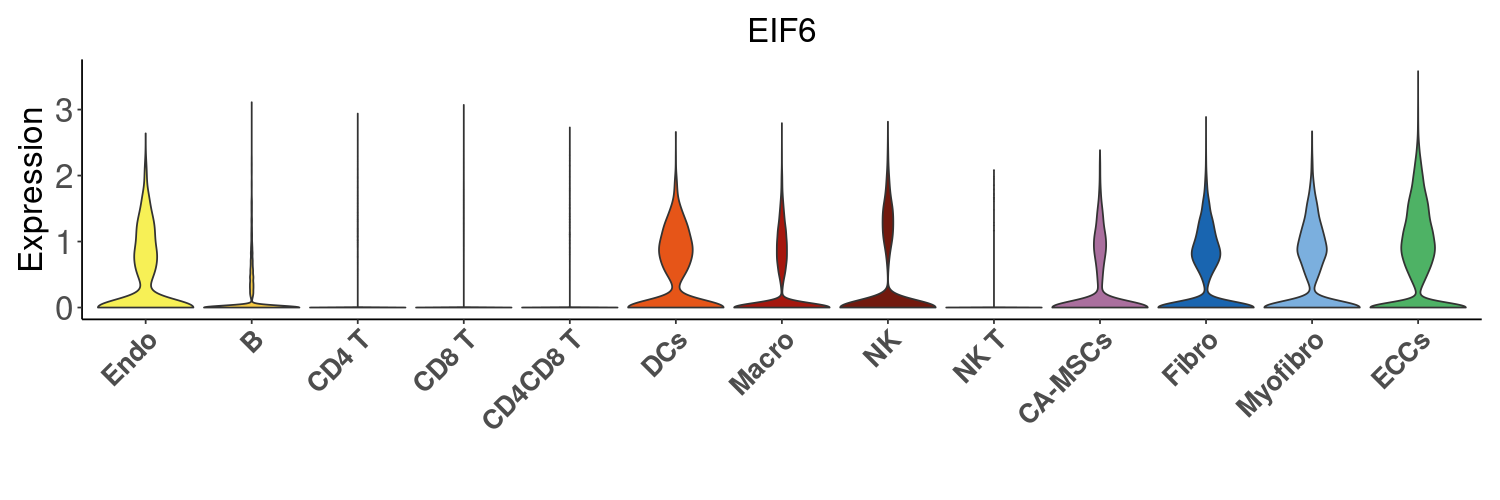 EIF6
Expression
3
2
1
0
Endo
B
CD4 T
CD8 T
CD4CD8 T
DCs
Macro
NK
NK T
CA-MSCs
Fibro
Myofibro
ECCs